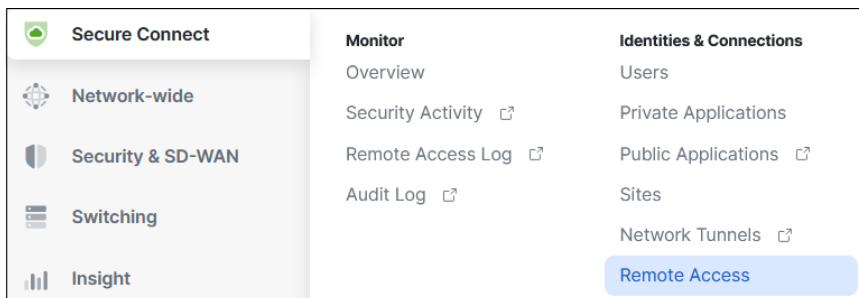 Secure Connect
Network-wide
Security & SD-WAN
Switching
Insight
Monitor
Overview
Security Activity
Remote Access Log
Audit Log
Identities & Connections
Users
Private Applications
Public Applications
Sites
Network Tunnels
Remote Access